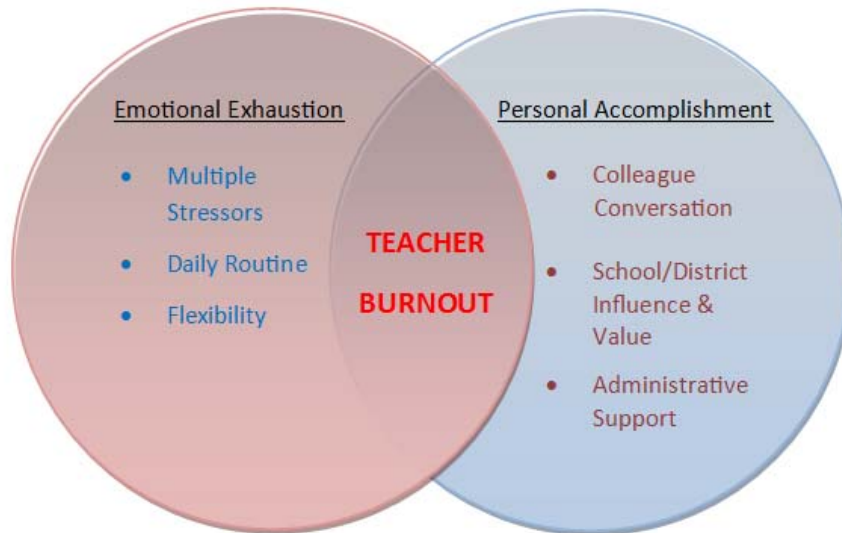 Emotional Exhaustion
• Multiple
Stressors
• Daily Routine
• Flexibility
TEACHER
BURNOUT
Personal Accomplishment
• Colleague
Conversation
• School/District
Influence &
Value
• Administrative
Support